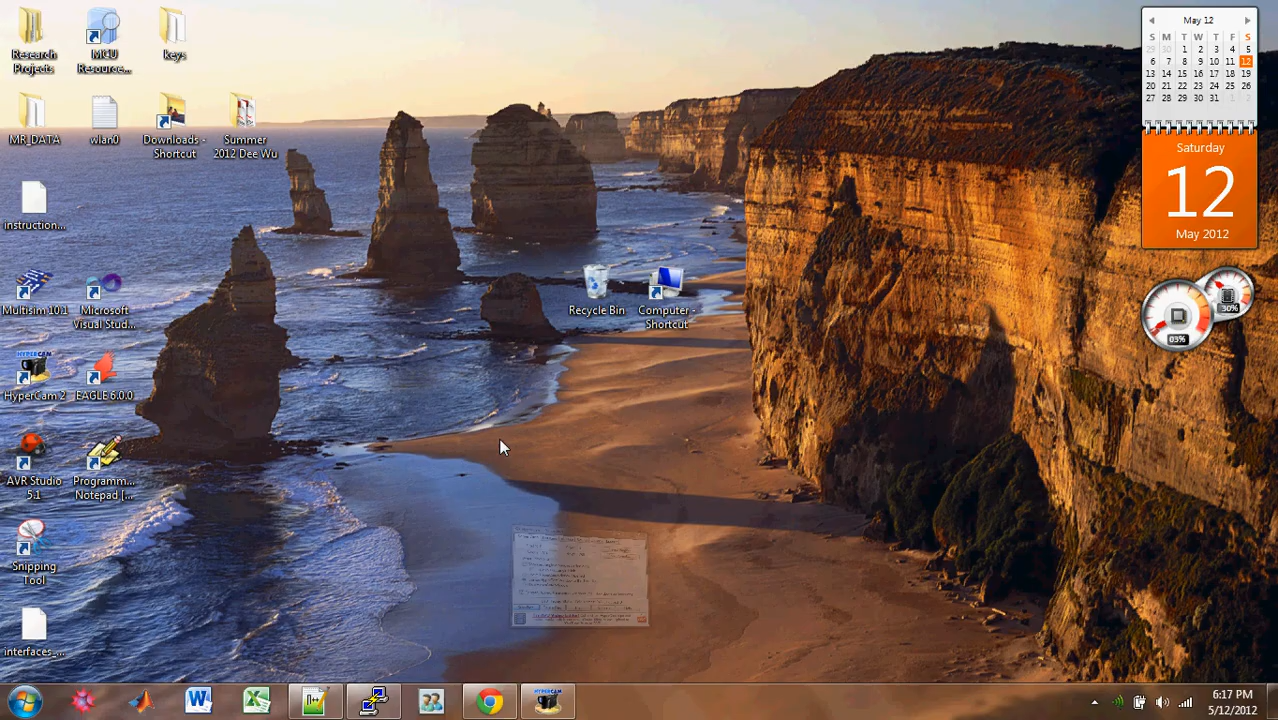 Research
Projects
MCU
Resource...
keys
MR_DATA
wlan0
Downloads -
Shortcut
Summer
2012 Dee Wu
instruction...
Multisim 10.1
Microsoft
Visual Stud...
HYPERCAM
HyperCam 2
EAGLE 6.0.0
AVR Studio
5.1
Programm...
Notepad [...
Snipping
Tool
interfaces_...
Recycle Bin
Computer -
Shortcut
May 12
S M T W T F S
29 30 1 2 3 4 5
6 7 8 9 10 11 12
13 14 15 16 17 18 19
20 21 22 23 24 25 26
27 28 29 30 31 1 2
Saturday
12
May 2012
30%
03%
HYPERCAM
6:17 PM
5/12/2012